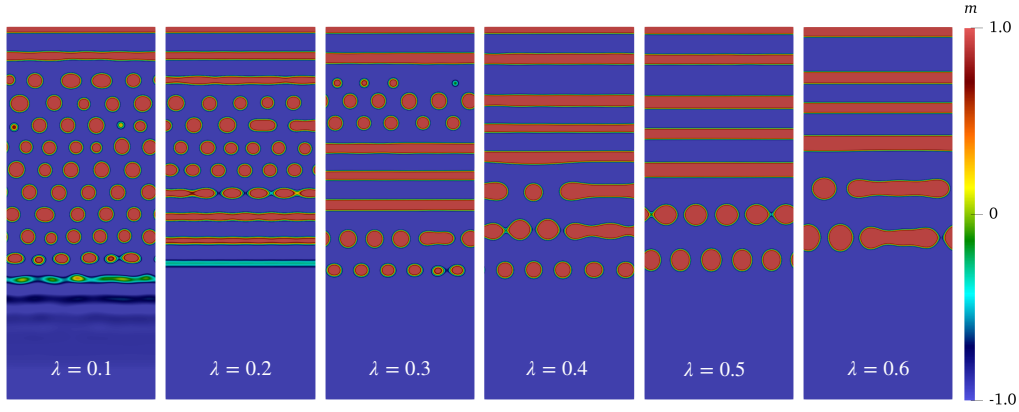 m
1.0
0
-1.0
λ = 0.1
λ = 0.2
λ = 0.3
λ = 0.4
λ = 0.5
λ = 0.6